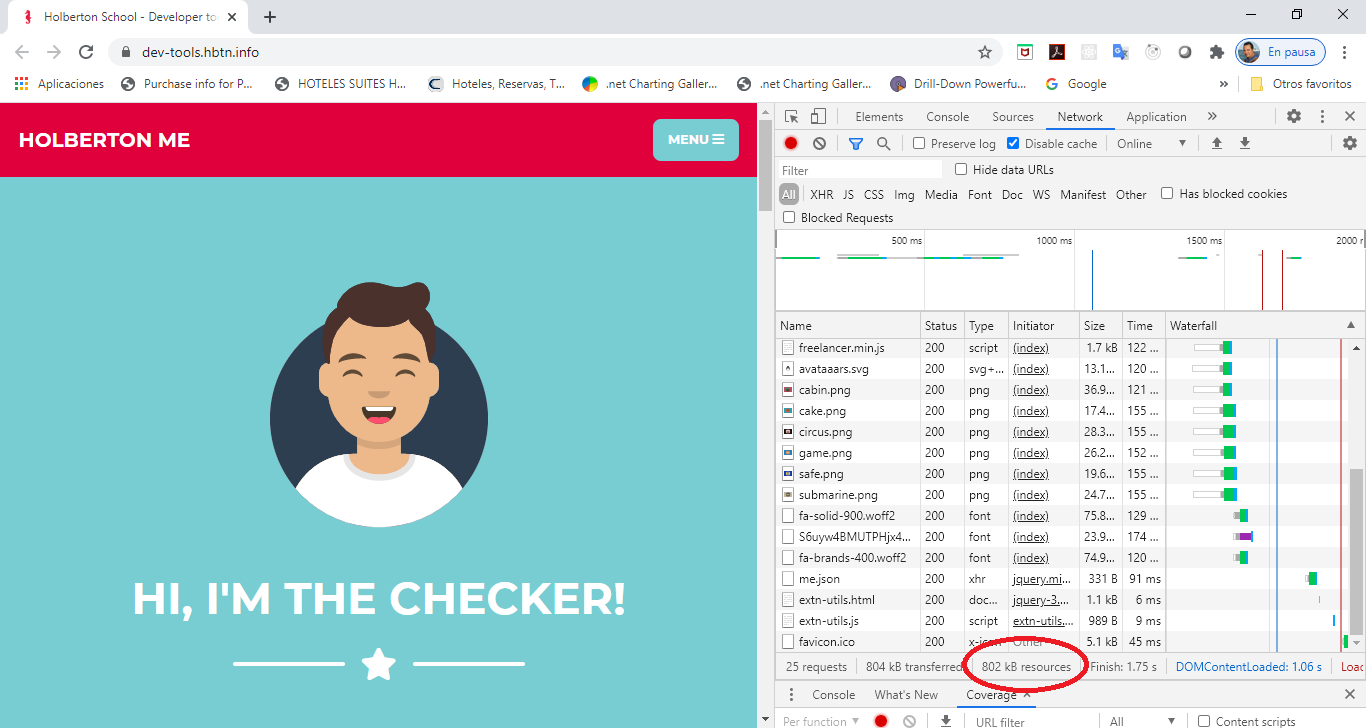 Holberton School - Developer to
dev-tools.hbtn.info
En pausa
Aplicaciones
Purchase info for P...
HOTELES SUITES H...
Hoteles, Reservas, T...
.net Charting Galler...
.net Charting Galler...
Drill-Down Powerfu...
Google
»
Otros favoritos
HOLBERTON ME
MENU
HI, I'M THE CHECKER!
Elements Console Sources Network Application »
Preserve log Disable cache Online
Filter Hide data URLs
All XHR JS CSS Img Media Font Doc WS Manifest Other Has blocked cookies
Blocked Requests
500 ms 1000 ms 1500 ms 2000 r
Name Status Type Initiator Size Time Waterfall
freelancer.min.js 200 script (index) 1.7 kB 122 ...
avataaars.svg 200 svg+... (index) 13.1... 120 ...
cabin.png 200 png (index) 36.9... 121 ...
cake.png 200 png (index) 17.4... 155 ...
circus.png 200 png (index) 28.3... 155 ...
game.png 200 png (index) 26.2... 152 ...
safe.png 200 png (index) 19.6... 155 ...
submarine.png 200 png (index) 24.7... 155 ...
fa-solid-900.woff2 200 font (index) 75.8... 129 ...
S6uyw4BMUTPHjx4... 200 font (index) 23.9... 174 ...
fa-brands-400.woff2 200 font (index) 74.9... 120 ...
me.json 200 xhr jquery.mi... 331 B 91 ms
extn-utils.html 200 doc... jquery-3.... 1.1 kB 6 ms
extn-utils.js 200 script extn-utils.... 989 B 9 ms
favicon.ico 200 x-ico... Other 5.1 kB 45 ms
25 requests 804 kB transferred 802 kB resources Finish: 1.75 s DOMContentLoaded: 1.06 s Load
Console What's New Coverage ×
Per function URL filter All Content scripts